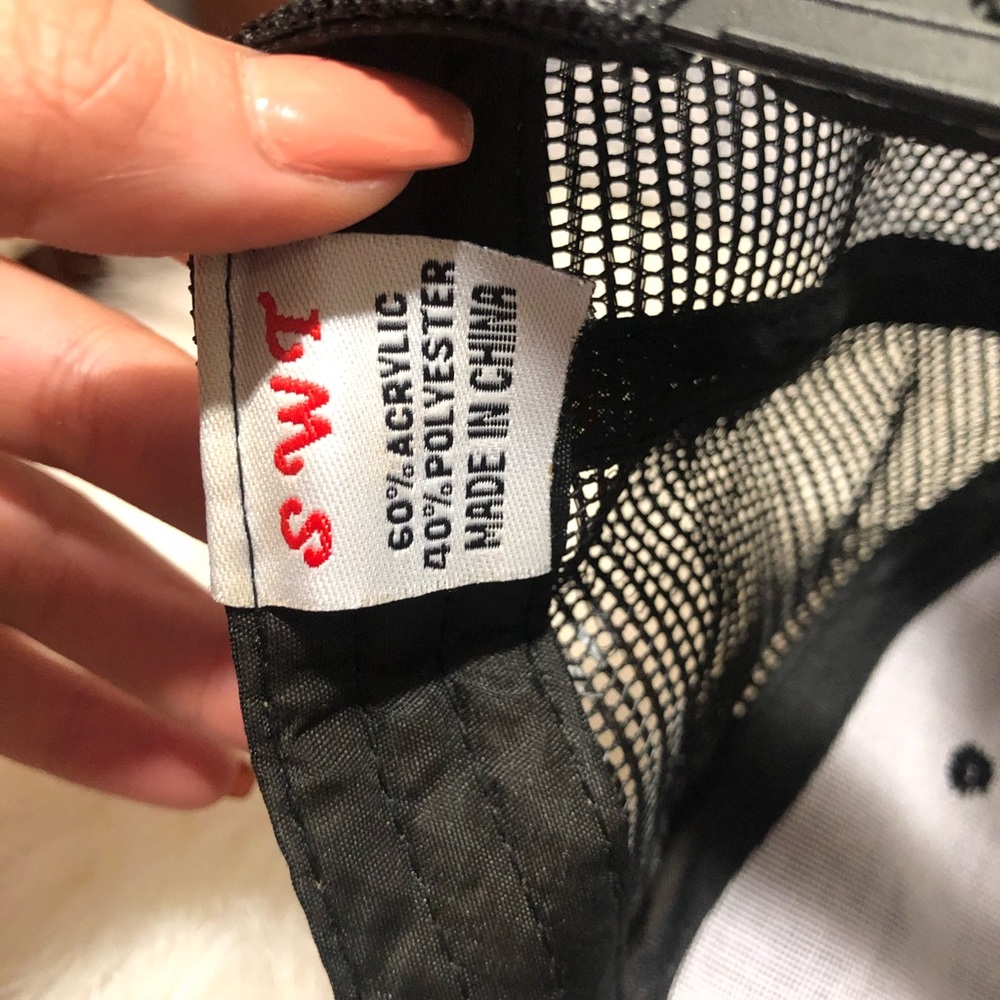 60% ACRYLIC
40% POLYESTER
MADE IN CHINA